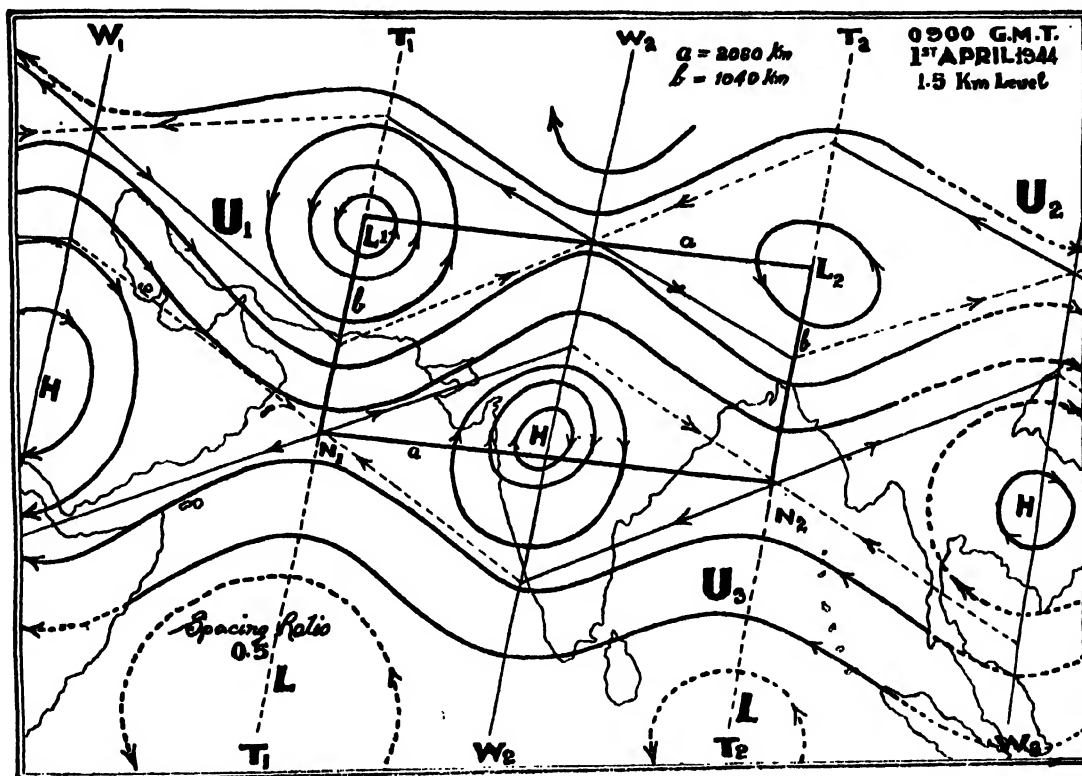 W₁
T₁
W₂
T₂
a = 2080 km
b = 1040 km
0900 G.M.T.
1ST APRIL 1944
1.5 Km Level
U₁
U₂
L₁
a
L₂
b
b
H
H
N₁
a
N₂
H
U₃
Spacing Ratio
0.5
L
L
T₁
W₂
T₂